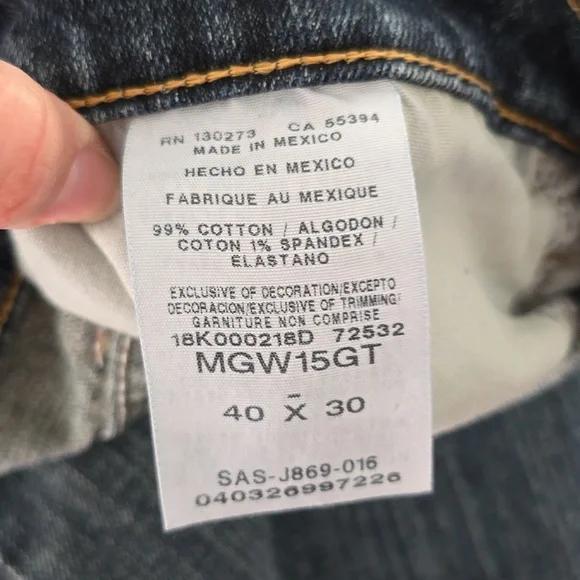 RN 130273 CA 55394
MADE IN MEXICO
HECHO EN MEXICO
FABRIQUE AU MEXIQUE
99% COTTON / ALGODON /
COTON 1% SPANDEX /
ELASTANO
EXCLUSIVE OF DECORATION/EXCEPTO
DECORACION/EXCLUSIVE OF TRIMMING/
GARNITURE NON COMPRISE
18K000218D 72532
MGW15GT
40 X 30
SAS-J869-016
040326997226